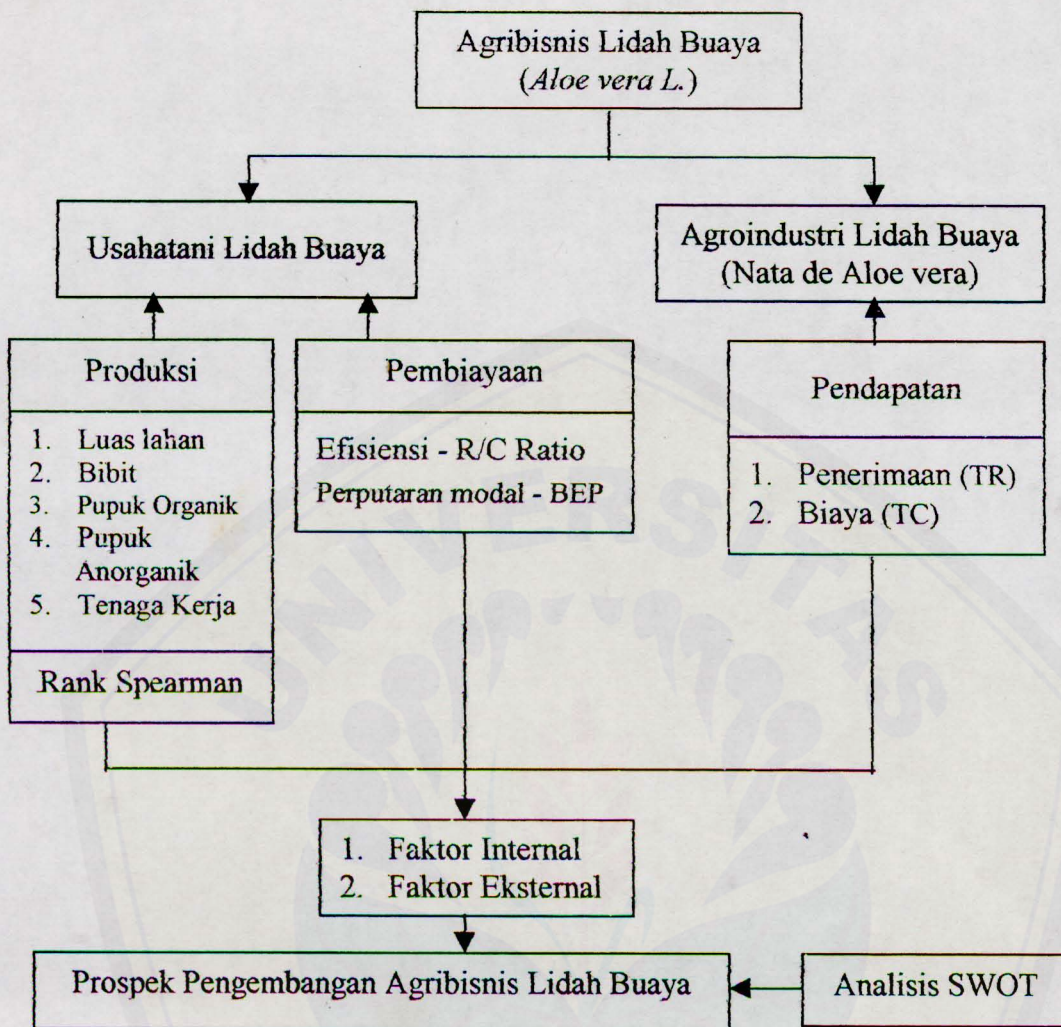 Agribisnis Lidah Buaya
(Aloe vera L.)
Usahatani Lidah Buaya
Agroindustri Lidah Buaya
(Nata de Aloe vera)
Produksi
1. Luas lahan
2. Bibit
3. Pupuk Organik
4. Pupuk
Anorganik
5. Tenaga Kerja
Rank Spearman
Pembiayaan
Efisiensi - R/C Ratio
Perputaran modal - BEP
Pendapatan
1. Penerimaan (TR)
2. Biaya (TC)
UNIVERSITAS
1. Faktor Internal
2. Faktor Eksternal
Prospek Pengembangan Agribisnis Lidah Buaya
Analisis SWOT